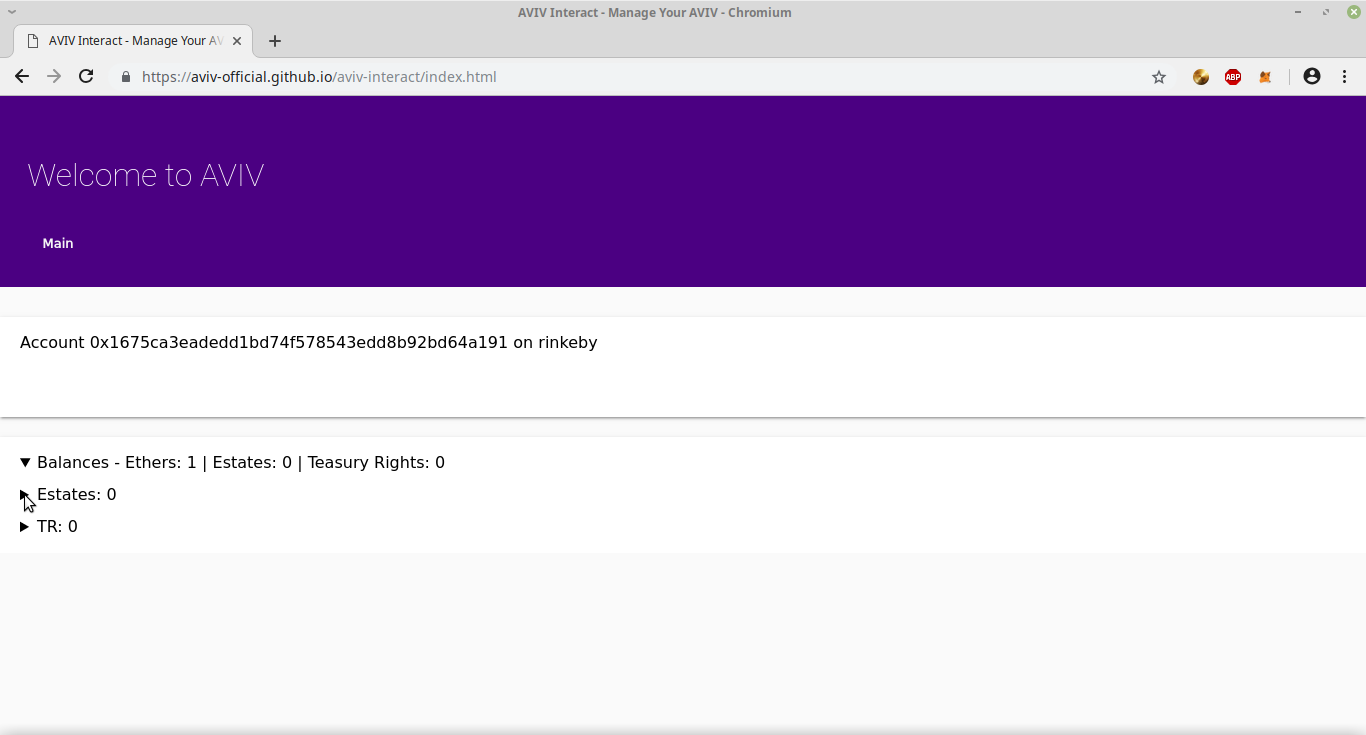 AVIV Interact - Manage Your AVIV - Chromium
AVIV Interact - Manage Your AV
https://aviv-official.github.io/aviv-interact/index.html
ABP
Welcome to AVIV
Main
Account 0x1675ca3eadedd1bd74f578543edd8b92bd64a191 on rinkeby
Balances - Ethers: 1 | Estates: 0 | Teasury Rights: 0
Estates: 0
TR: 0